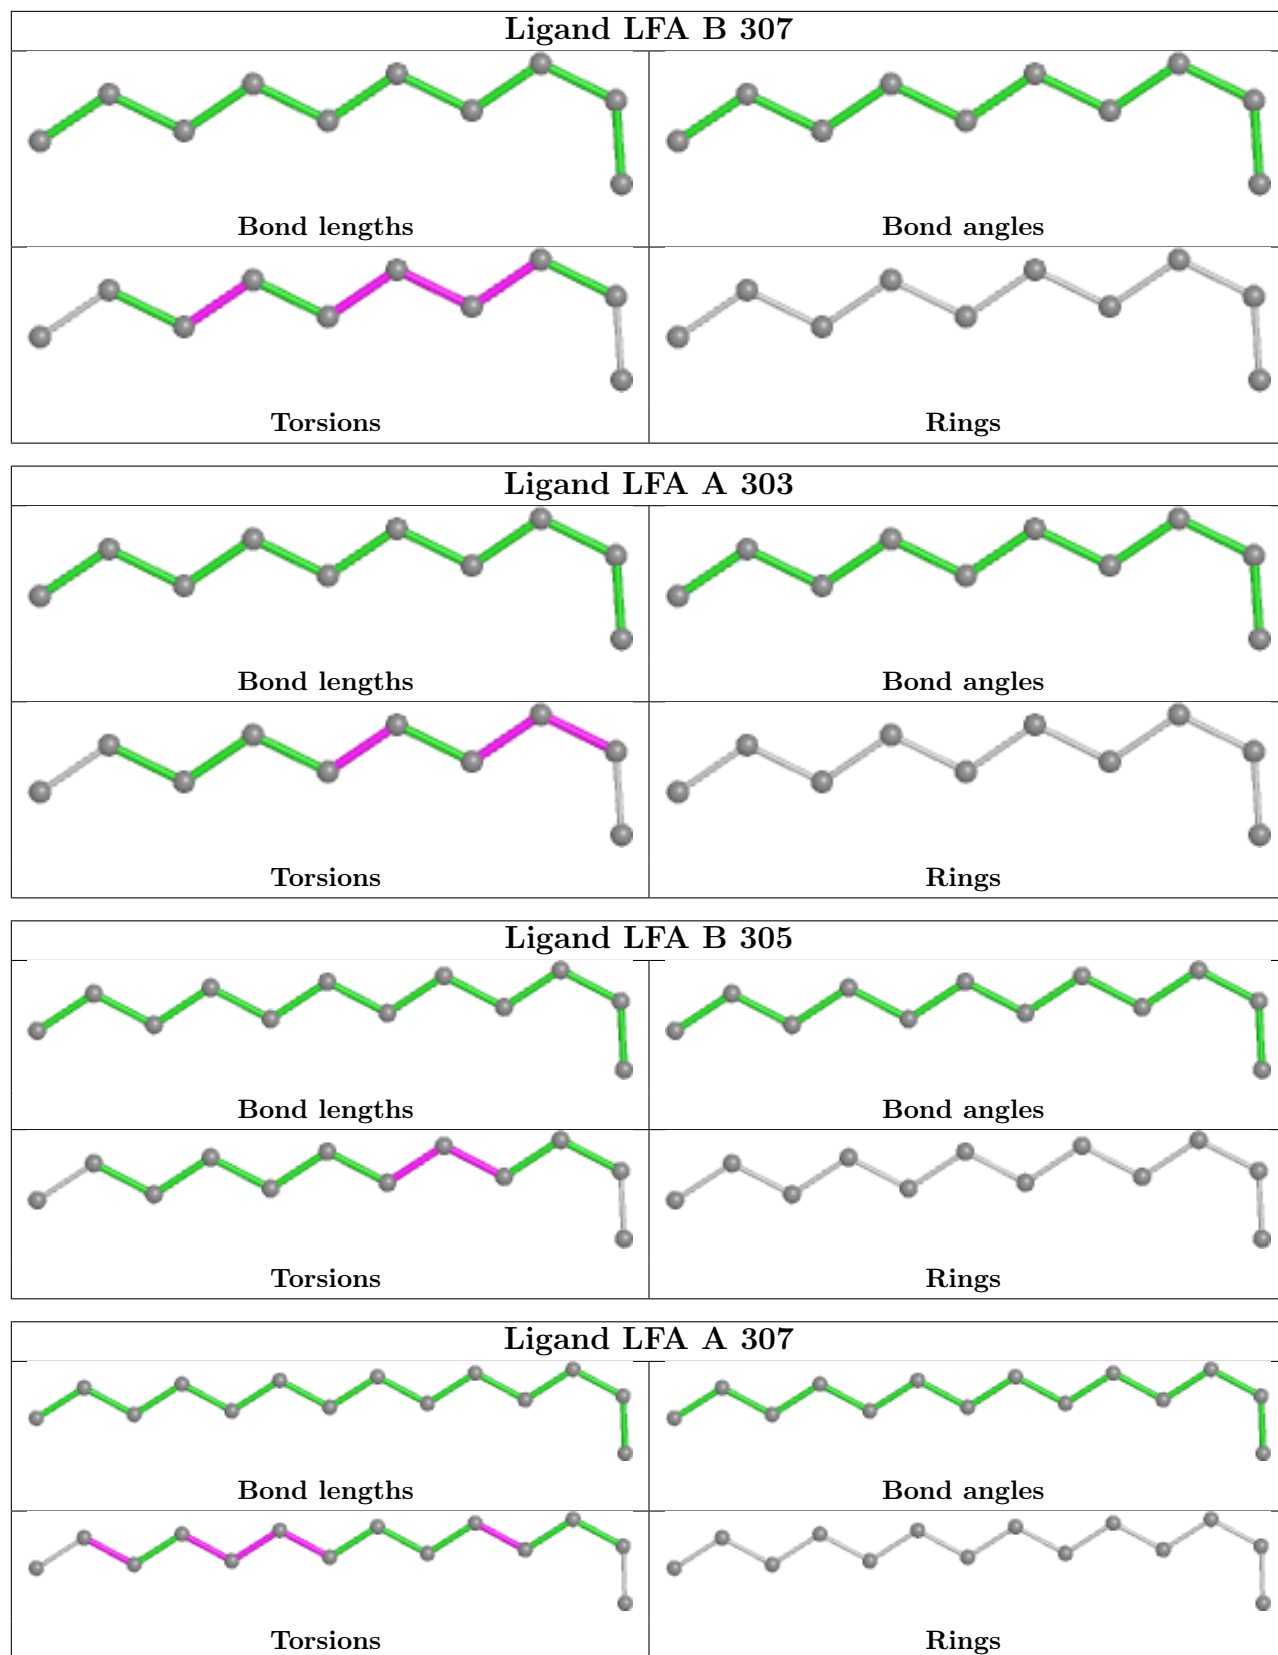 Ligand LFA B 307
Bond lengths
Bond angles
Torsions
Rings
Ligand LFA A 303
Bond lengths
Bond angles
Torsions
Rings
Ligand LFA B 305
Bond lengths
Bond angles
Torsions
Rings
Ligand LFA A 307
Bond lengths
Bond angles
Torsions
Rings